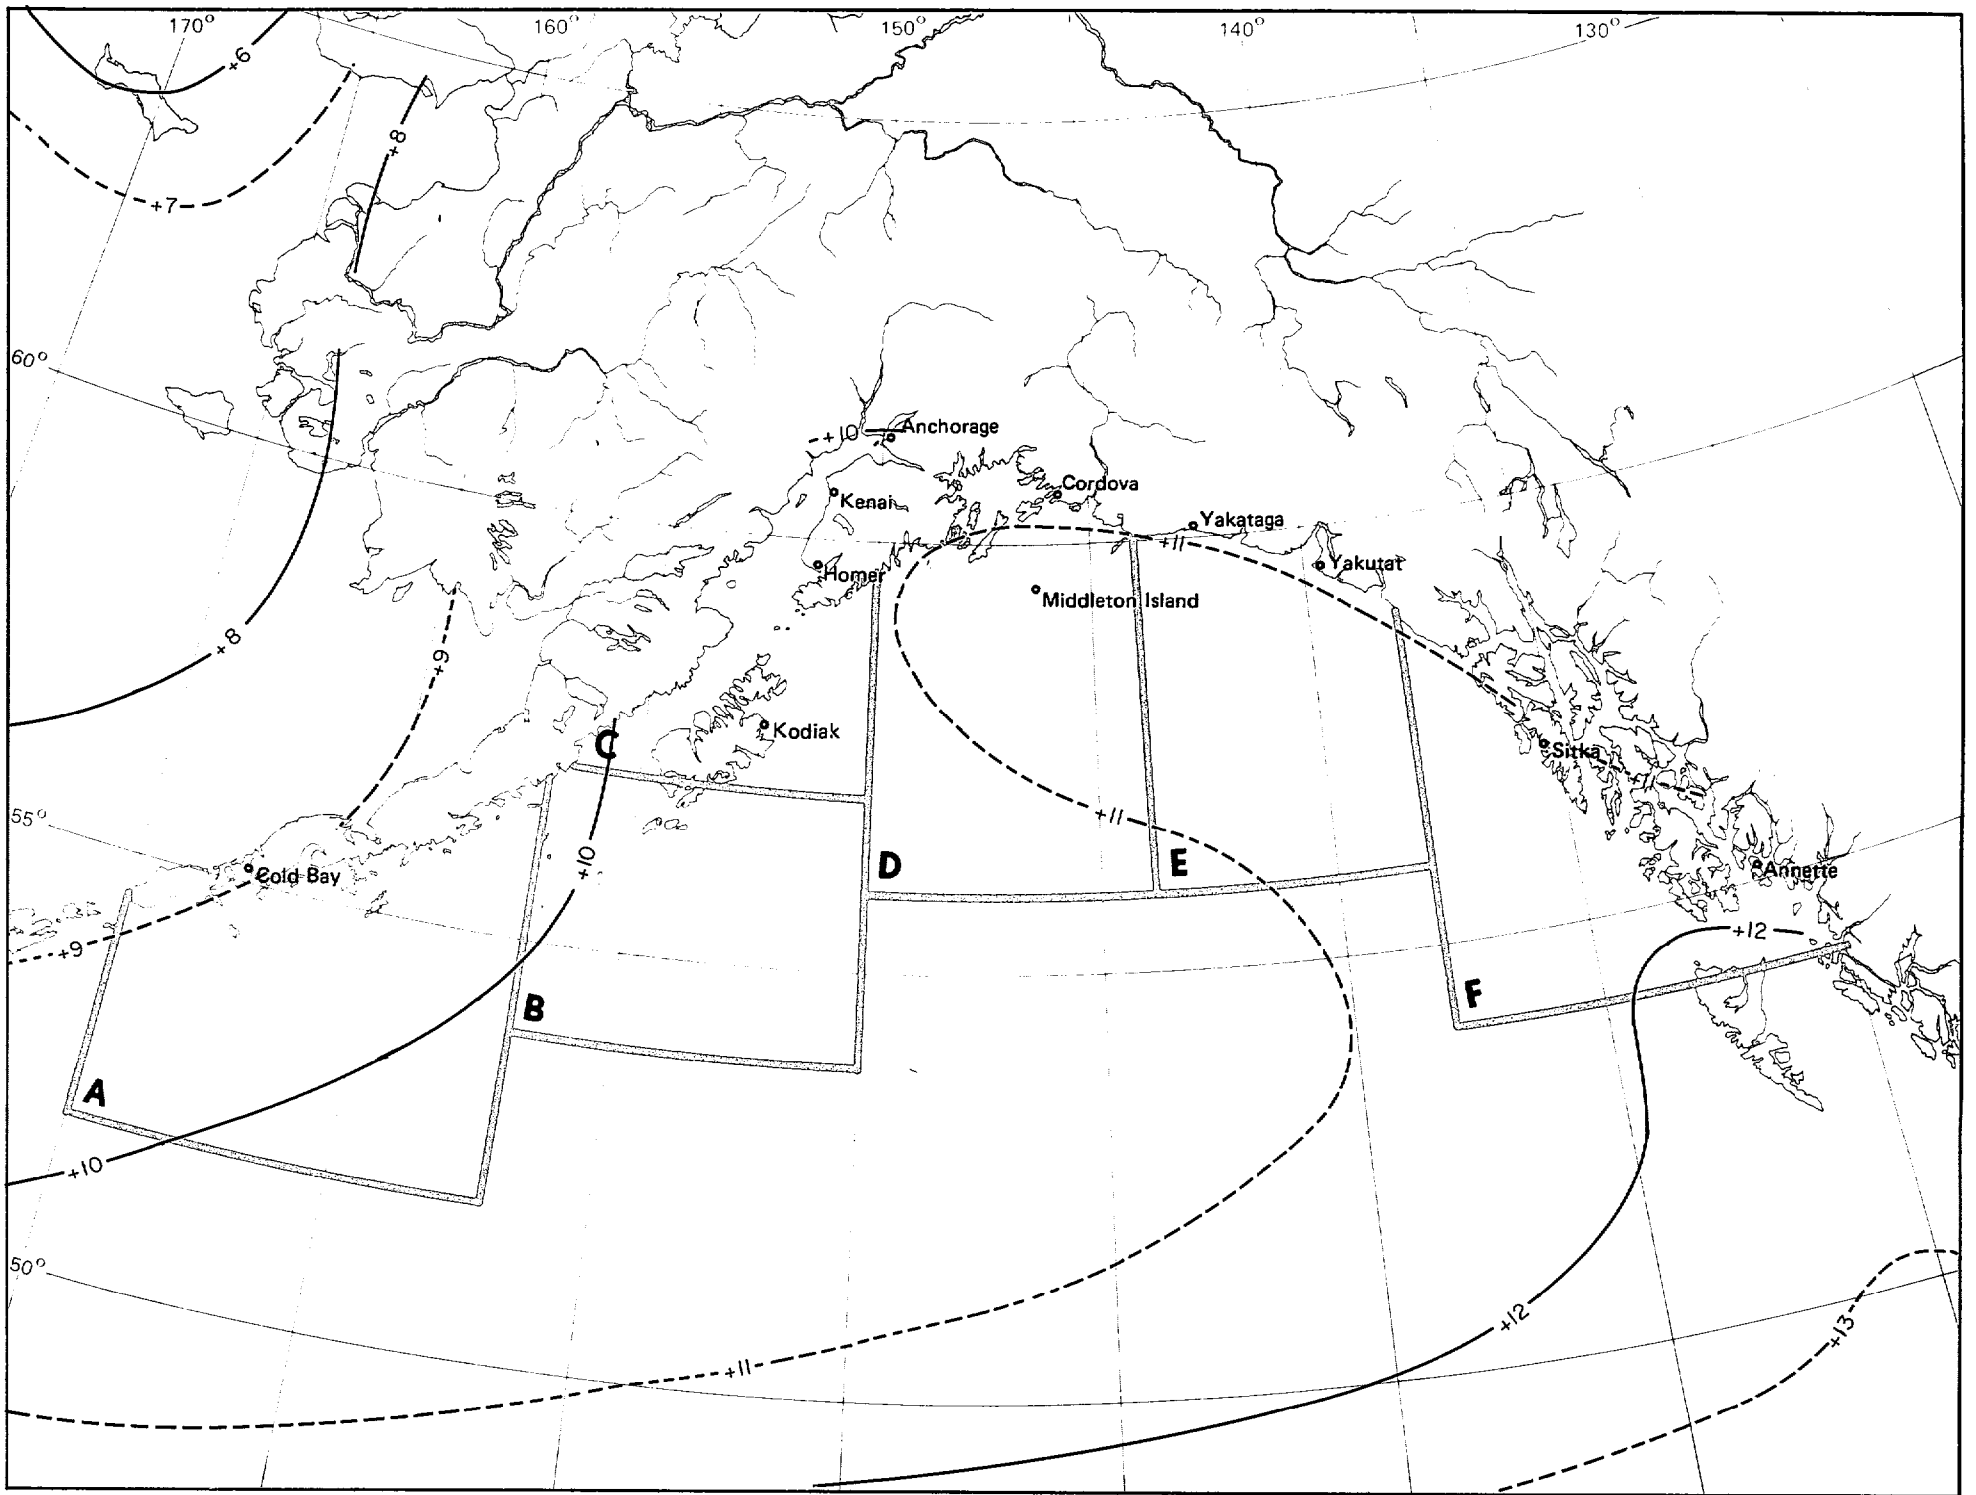 170°
160°
150°
140°
130°
+6
+8
+7
60°
+10
Anchorage
Kenai
Cordova
Yakataga
+11
Homer
Yakutat
Middleton Island
+8
+9
Kodiak
C
Sitka
55°
+11
+10
D
E
Cold Bay
Annette
+9
+12
F
B
A
+10
50°
+12
+13
+11